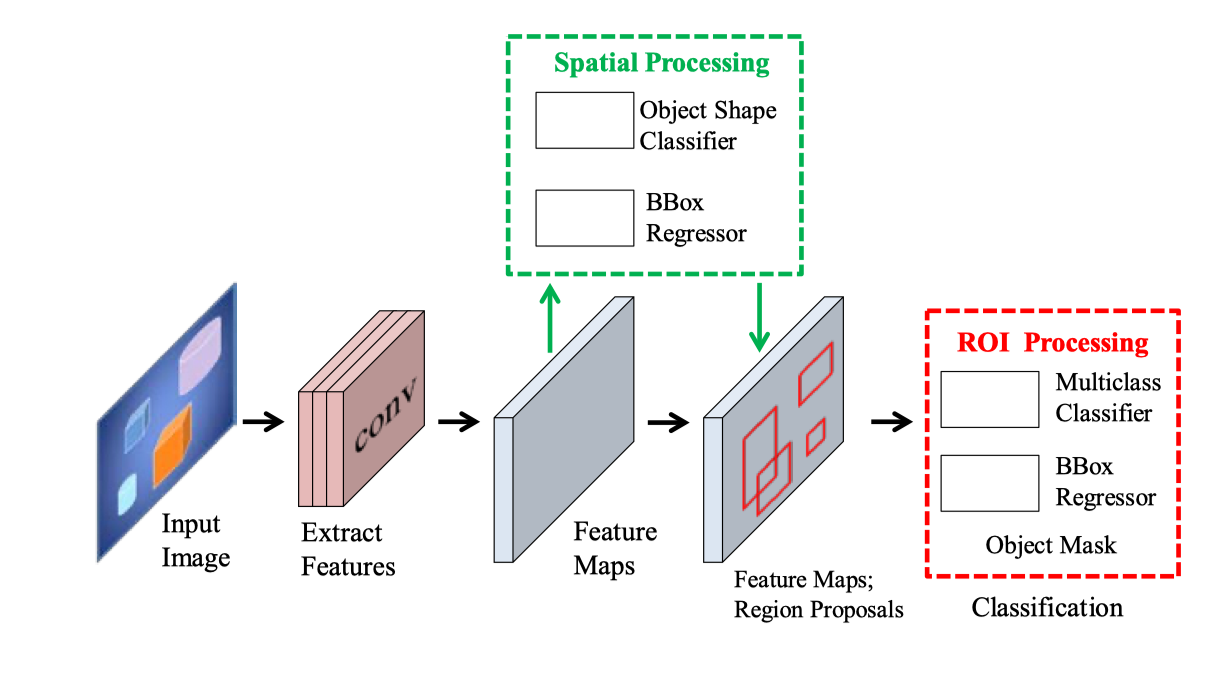 Spatial Processing
Object Shape
Classifier
BBox
Regressor
conv
Input
Image
Extract
Features
Feature
Maps
Feature Maps;
Region Proposals
ROI Processing
Multiclass
Classifier
BBox
Regressor
Object Mask
Classification